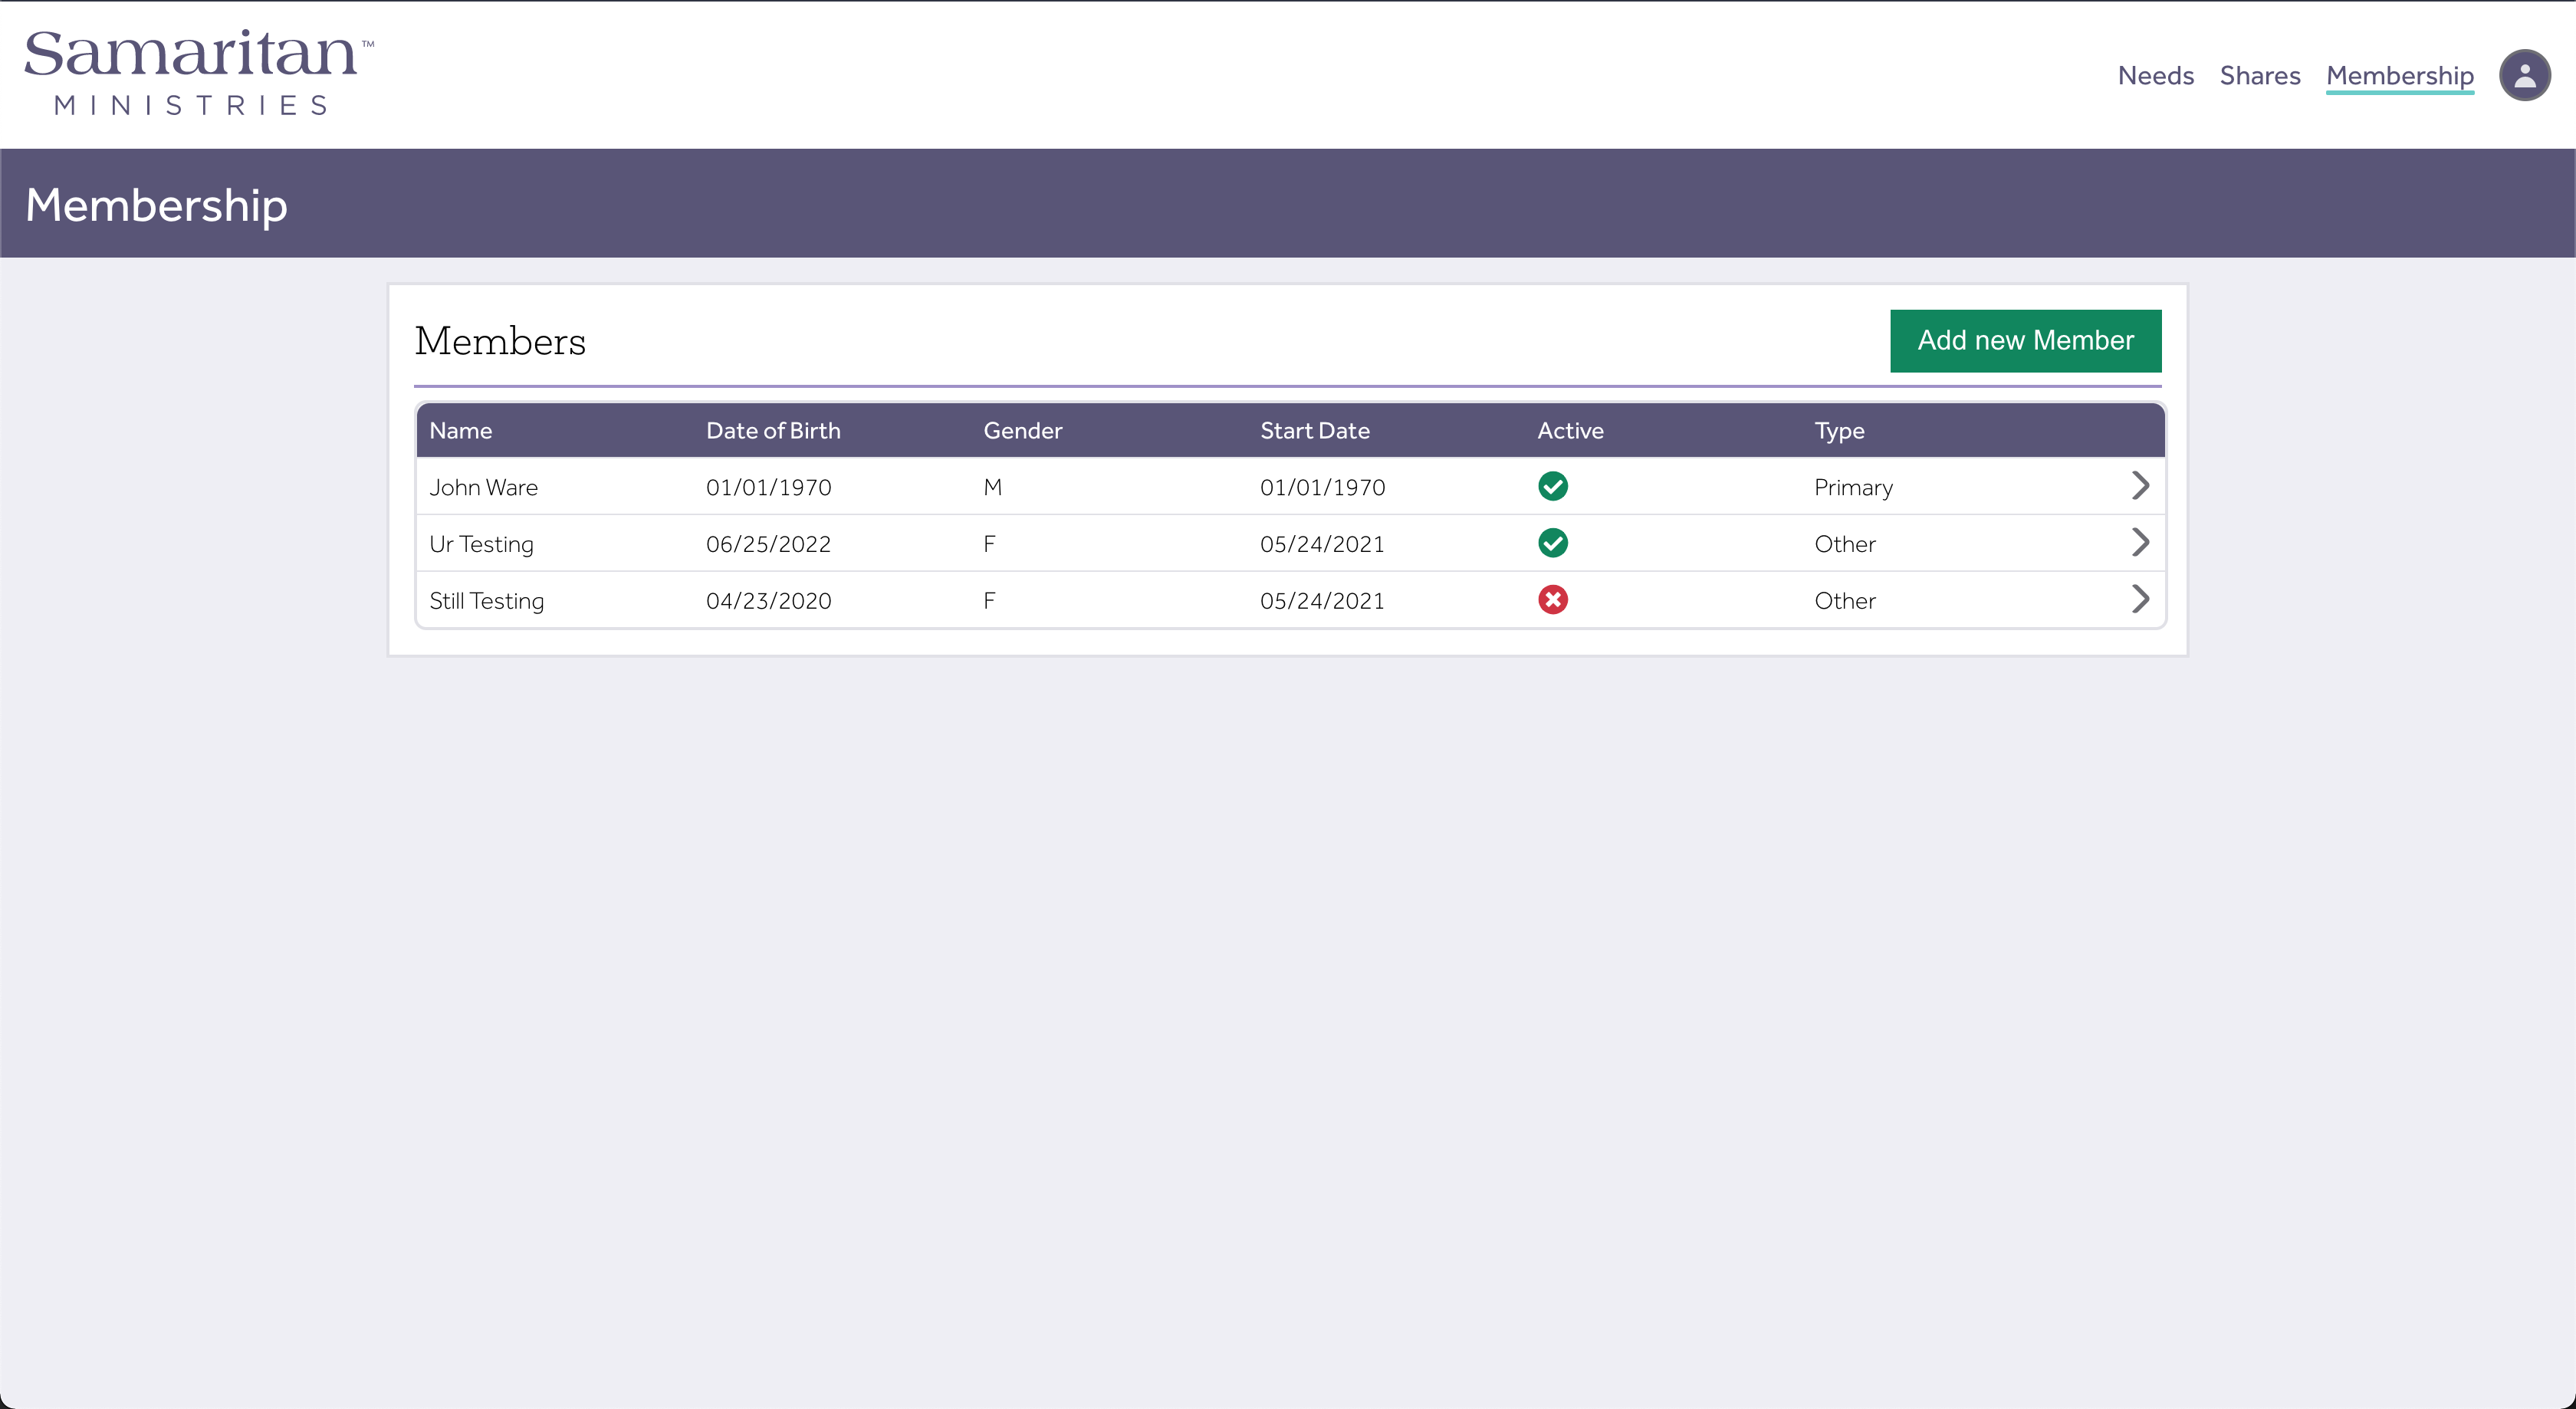 Samaritan™
MINISTRIES
Needs Shares Membership
Membership
Members
Add new Member
Name Date of Birth Gender Start Date Active Type
John Ware 01/01/1970 M 01/01/1970 Primary
Ur Testing 06/25/2022 F 05/24/2021 Other
Still Testing 04/23/2020 F 05/24/2021 Other